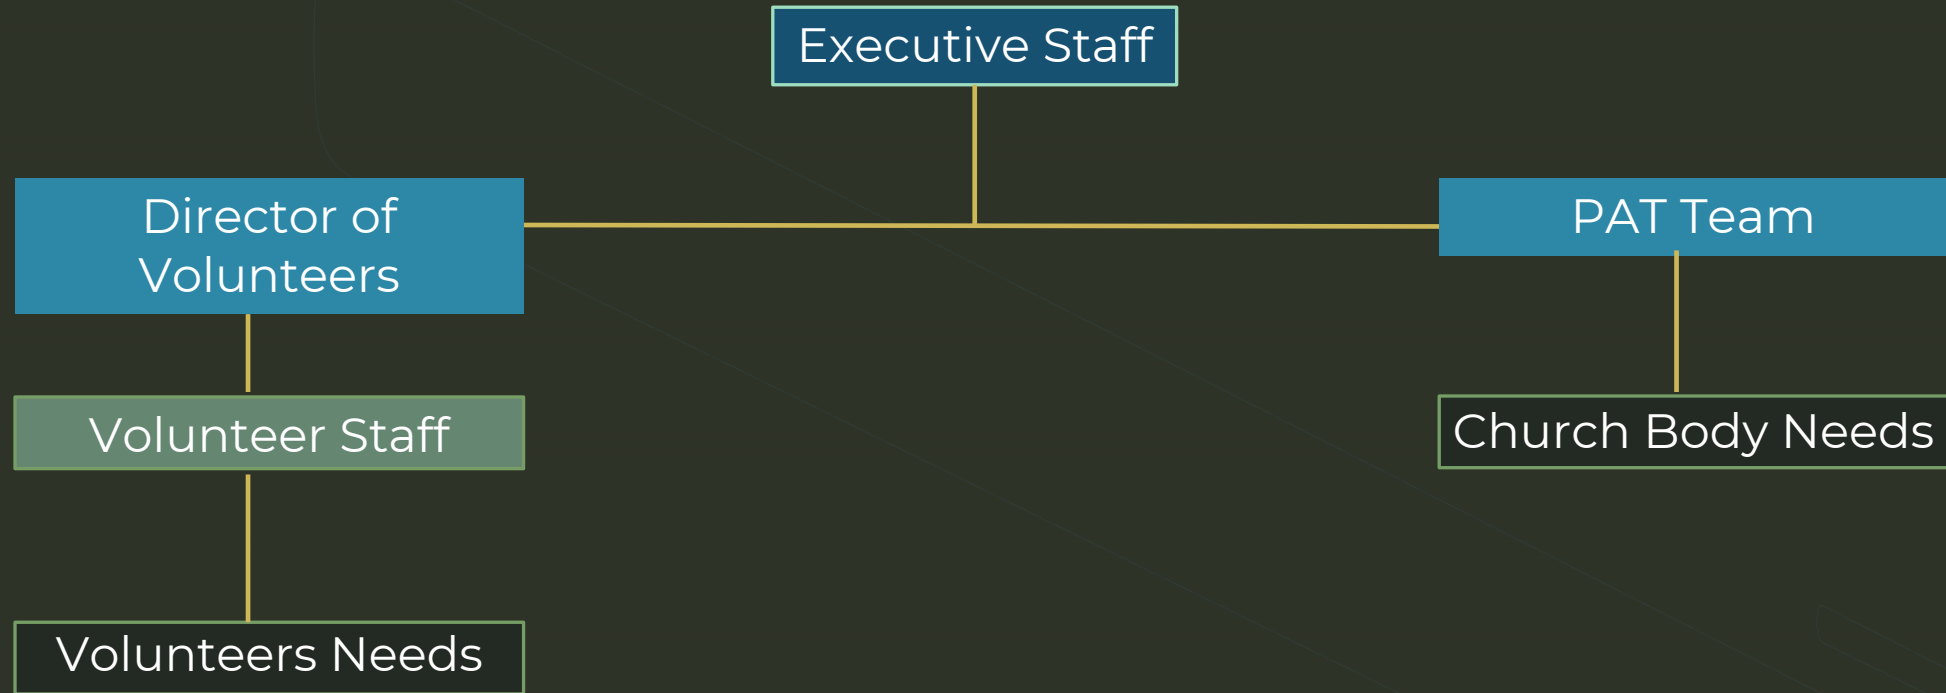 Executive Staff
Director of
Volunteers
PAT Team
Volunteer Staff
Church Body Needs
Volunteers Needs